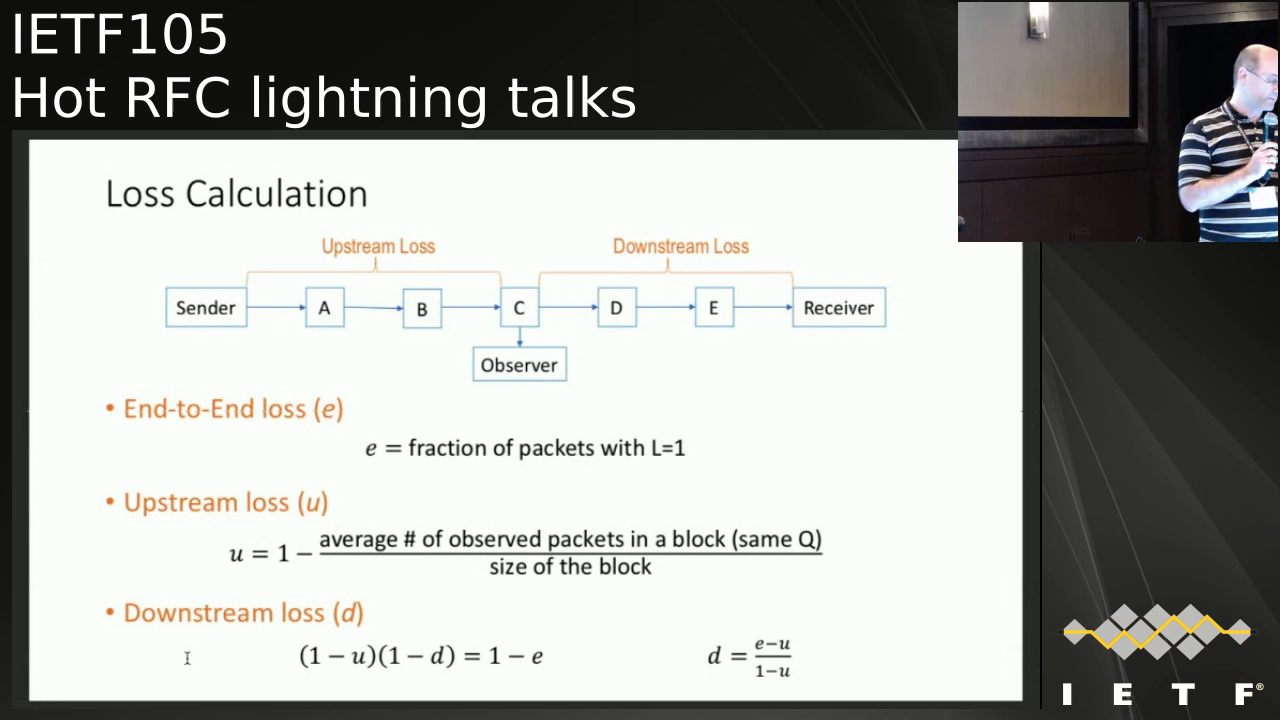 IETF105
Hot RFC lightning talks
Loss Calculation
Upstream Loss
Downstream Loss
Sender
A
B
C
D
E
Receiver
Observer
• End-to-End loss (e)
e = fraction of packets with L=1
• Upstream loss (u)
u = 1 − average # of observed packets in a block (same Q)
size of the block
• Downstream loss (d)
(1 − u)(1 − d) = 1 − e
d = e−u
1−u
I E T F®